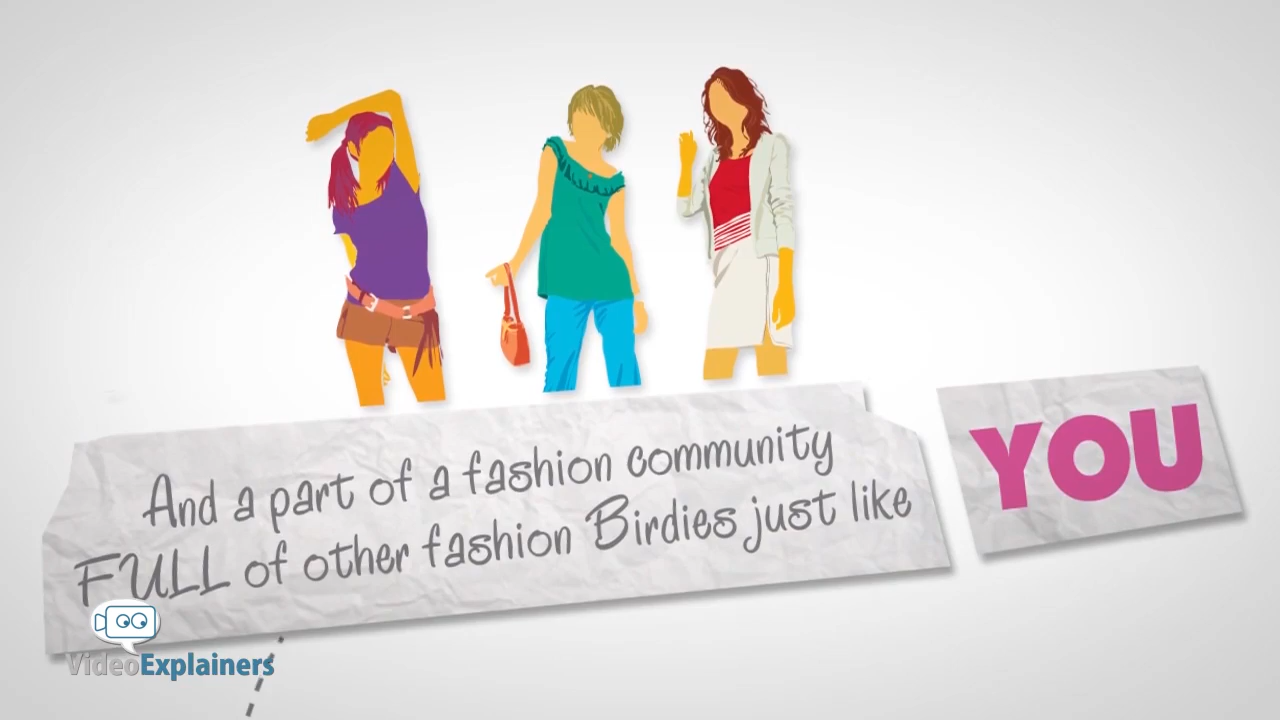 And a part of a fashion community
FULL of other fashion Birdies just like
YOU
VideoExplainers